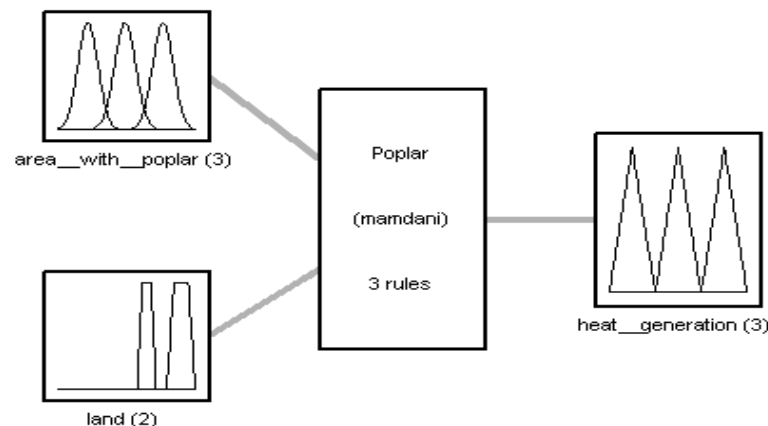 area__with__poplar (3)
land (2)
Poplar
(mamdani)
3 rules
heat__generation (3)